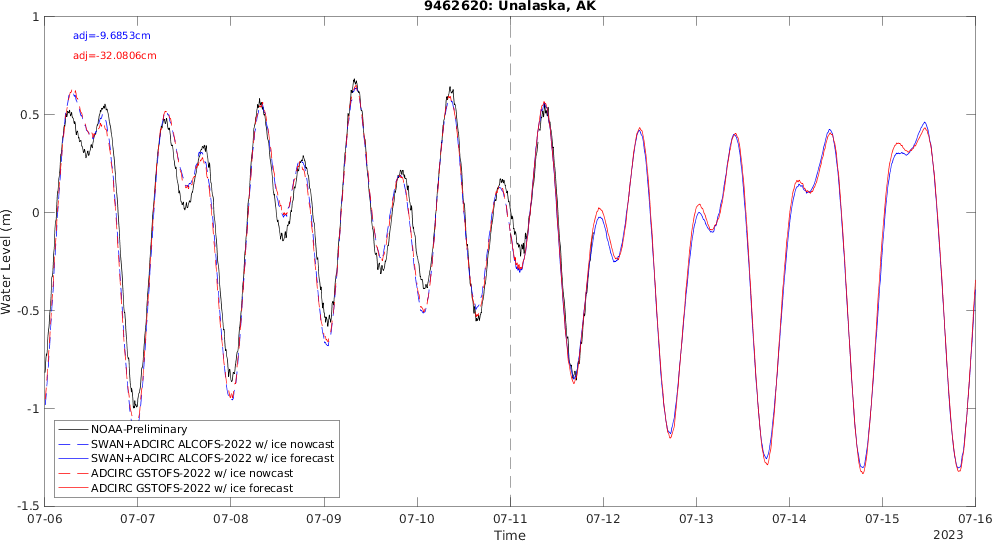 9462620: Unalaska, AK
adj=-9.6853cm
adj=-32.0806cm
Water Level (m)
1
0.5
0
-0.5
-1
-1.5
NOAA-Preliminary
SWAN+ADCIRC ALCOFS-2022 w/ ice nowcast
SWAN+ADCIRC ALCOFS-2022 w/ ice forecast
ADCIRC GSTOFS-2022 w/ ice nowcast
ADCIRC GSTOFS-2022 w/ ice forecast
07-06 07-07 07-08 07-09 07-10 07-11 07-12 07-13 07-14 07-15 07-16
Time
2023